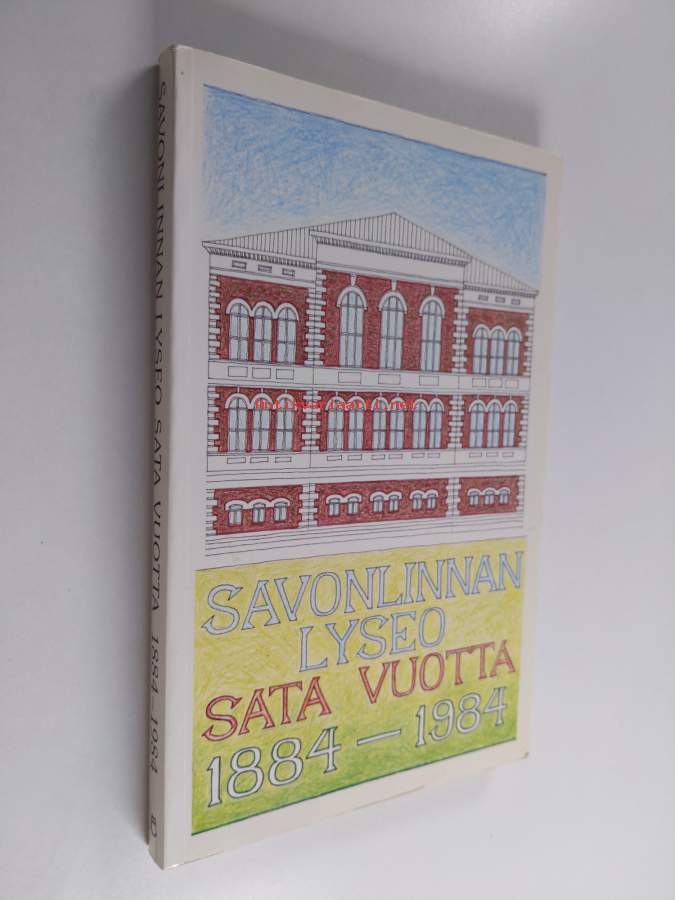 SAVONLINNAN LYSEO SATA VUOTTA 1884-1984
SAVONLINNAN
LYSEO
SATA VUOTTA
1884-1984